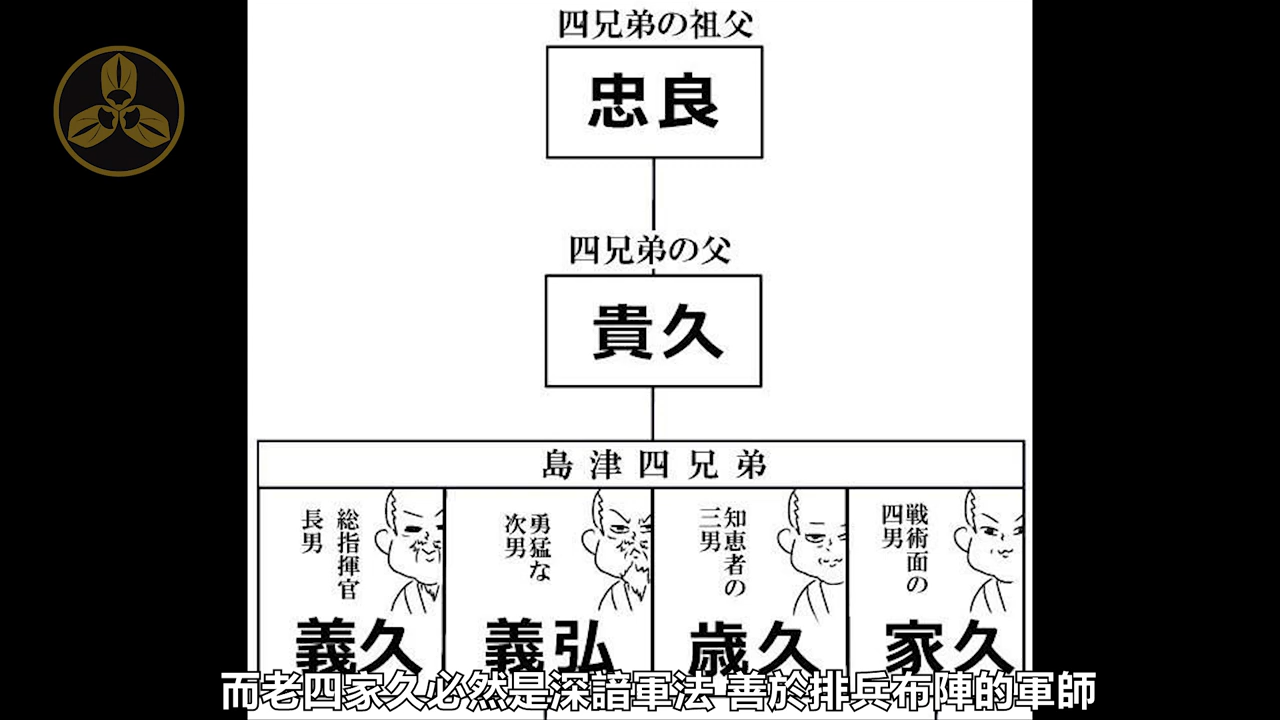 四兄弟の祖父
忠良
四兄弟の父
貴久
島津四兄弟
総指揮官
長男
義久
勇猛な
次男
義弘
知恵者の
三男
歳久
戦術面の
四男
家久
而老四家久必然是深諳軍法 善於排兵布陣的軍師